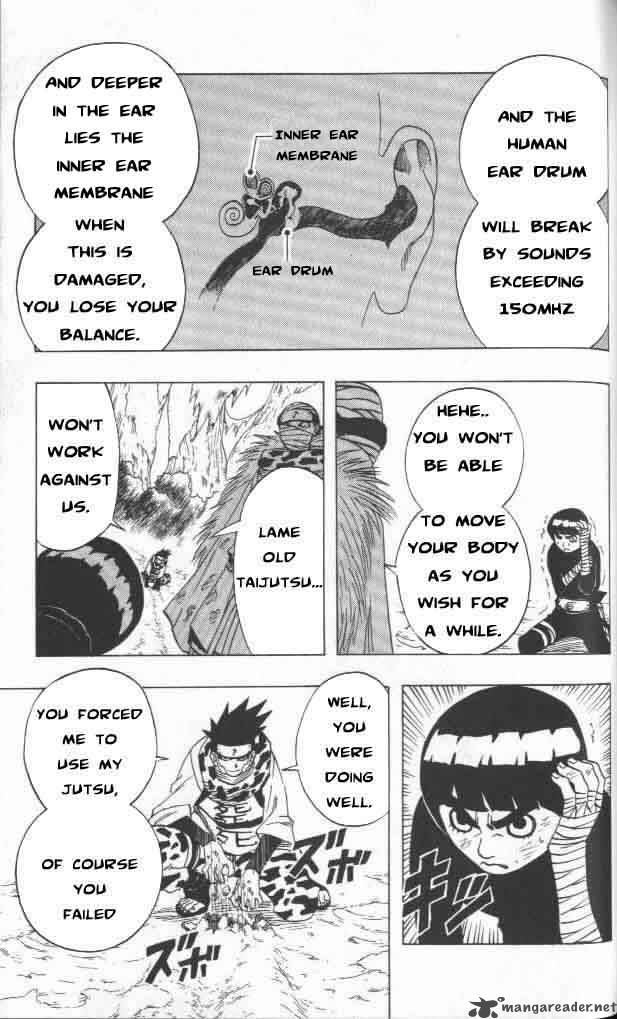 AND THE
HUMAN
EAR DRUM
WILL BREAK
BY SOUNDS
EXCEEDING
150MHZ
INNER EAR
MEMBRANE
EAR DRUM
AND DEEPER
IN THE EAR
LIES THE
INNER EAR
MEMBRANE
WHEN
THIS IS
DAMAGED,
YOU LOSE YOUR
BALANCE.
HEHE..
YOU WON'T
BE ABLE
TO MOVE
YOUR BODY
AS YOU
WISH FOR
A WHILE.
LAME
OLD
TAIJUTSU...
WON'T
WORK
AGAINST
US.
キッ
WELL,
YOU
WERE
DOING
WELL.
YOU FORCED
ME TO
USE MY
JUTSU,
OF COURSE
YOU
FAILED
ズボ
ズボ
mangareader.net